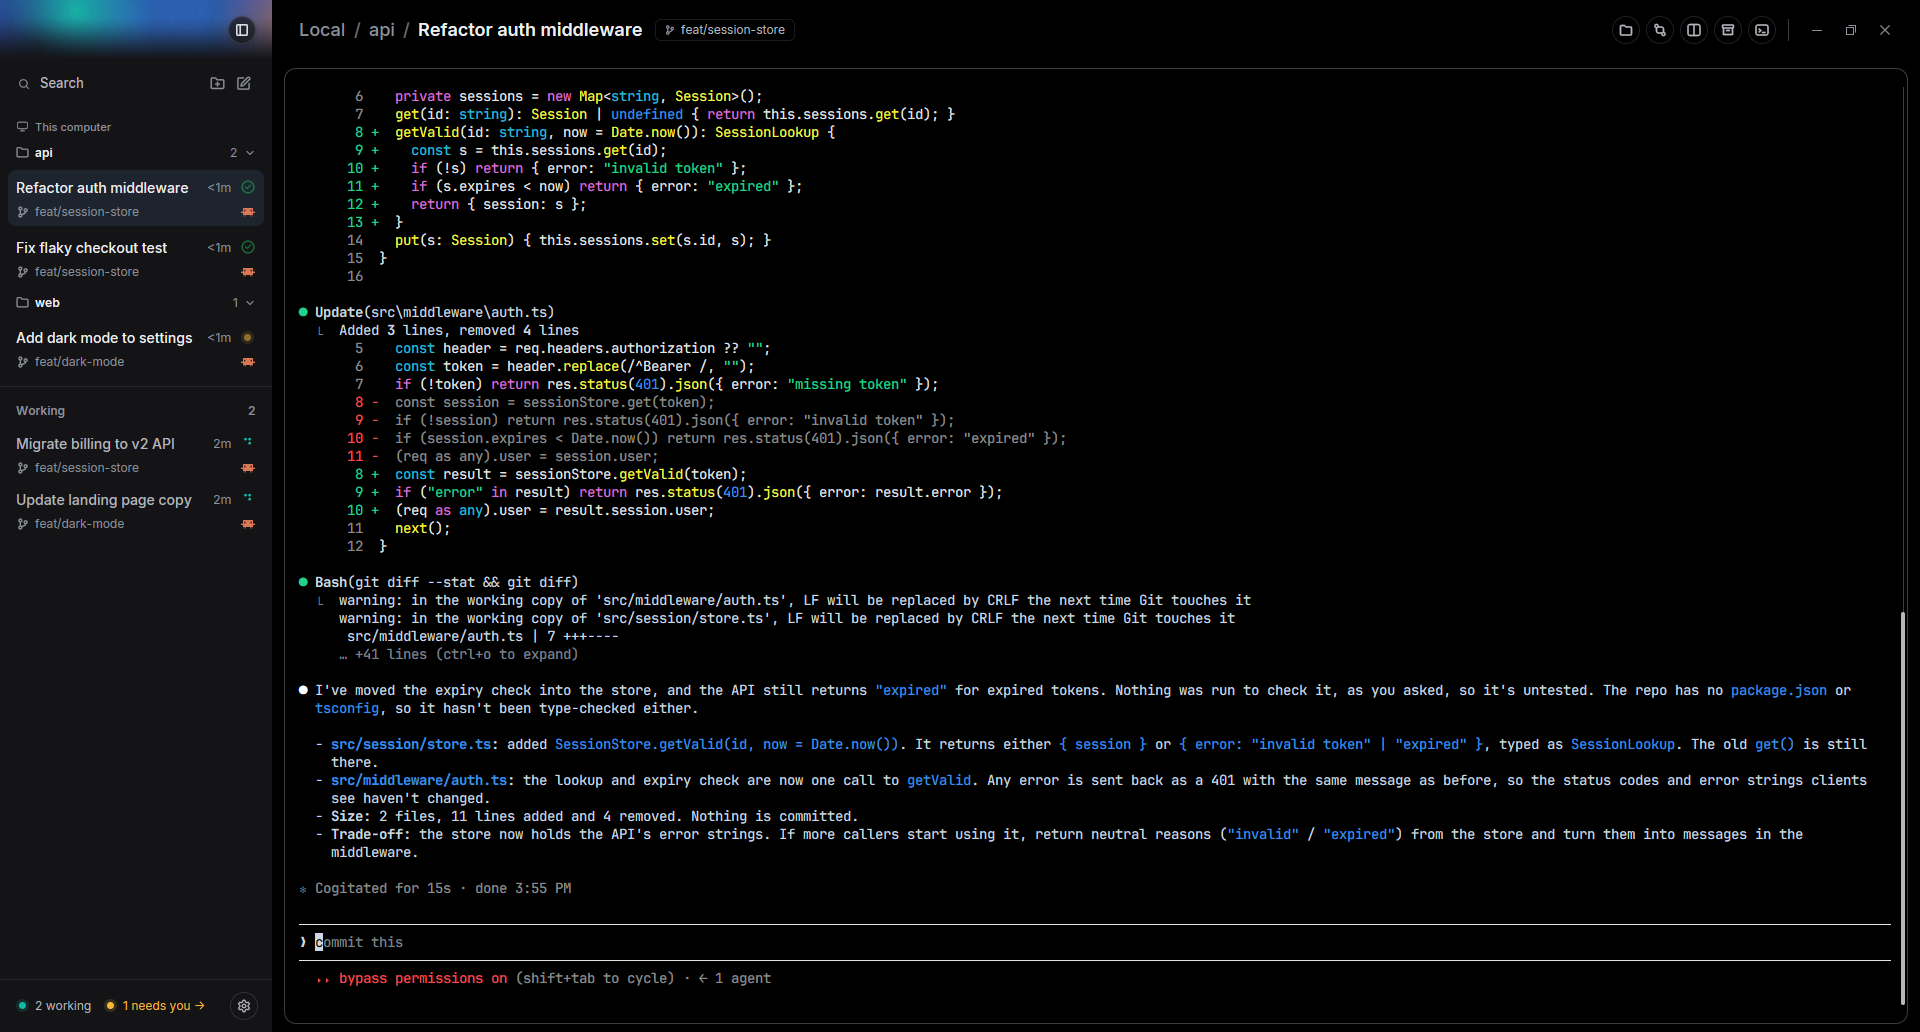 Local / api / Refactor auth middleware feat/session-store
Search
This computer
api 2
Refactor auth middleware <1m
feat/session-store
Fix flaky checkout test <1m
feat/session-store
web 1
Add dark mode to settings <1m
feat/dark-mode
Working 2
Migrate billing to v2 API 2m
feat/session-store
Update landing page copy 2m
feat/dark-mode
2 working 1 needs you →
6 private sessions = new Map<string, Session>();
7 get(id: string): Session | undefined { return this.sessions.get(id); }
8 + getValid(id: string, now = Date.now()): SessionLookup {
9 + const s = this.sessions.get(id);
10 + if (!s) return { error: "invalid token" };
11 + if (s.expires < now) return { error: "expired" };
12 + return { session: s };
13 + }
14 put(s: Session) { this.sessions.set(s.id, s); }
15 }
16
● Update(src\middleware\auth.ts)
└ Added 3 lines, removed 4 lines
5 const header = req.headers.authorization ?? "";
6 const token = header.replace(/^Bearer /, "");
7 if (!token) return res.status(401).json({ error: "missing token" });
8 - const session = sessionStore.get(token);
9 - if (!session) return res.status(401).json({ error: "invalid token" });
10 - if (session.expires < Date.now()) return res.status(401).json({ error: "expired" });
11 - (req as any).user = session.user;
8 + const result = sessionStore.getValid(token);
9 + if ("error" in result) return res.status(401).json({ error: result.error });
10 + (req as any).user = result.session.user;
11 next();
12 }
● Bash(git diff --stat && git diff)
└ warning: in the working copy of 'src/middleware/auth.ts', LF will be replaced by CRLF the next time Git touches it
warning: in the working copy of 'src/session/store.ts', LF will be replaced by CRLF the next time Git touches it
src/middleware/auth.ts | 7 +++----
… +41 lines (ctrl+o to expand)
● I've moved the expiry check into the store, and the API still returns "expired" for expired tokens. Nothing was run to check it, as you asked, so it's untested. The repo has no package.json or
tsconfig, so it hasn't been type-checked either.
- src/session/store.ts: added SessionStore.getValid(id, now = Date.now()). It returns either { session } or { error: "invalid token" | "expired" }, typed as SessionLookup. The old get() is still
there.
- src/middleware/auth.ts: the lookup and expiry check are now one call to getValid. Any error is sent back as a 401 with the same message as before, so the status codes and error strings clients
see haven't changed.
- Size: 2 files, 11 lines added and 4 removed. Nothing is committed.
- Trade-off: the store now holds the API's error strings. If more callers start using it, return neutral reasons ("invalid" / "expired") from the store and turn them into messages in the
middleware.
✻ Cogitated for 15s · done 3:55 PM
❯ commit this
⏵⏵ bypass permissions on (shift+tab to cycle) · ← 1 agent